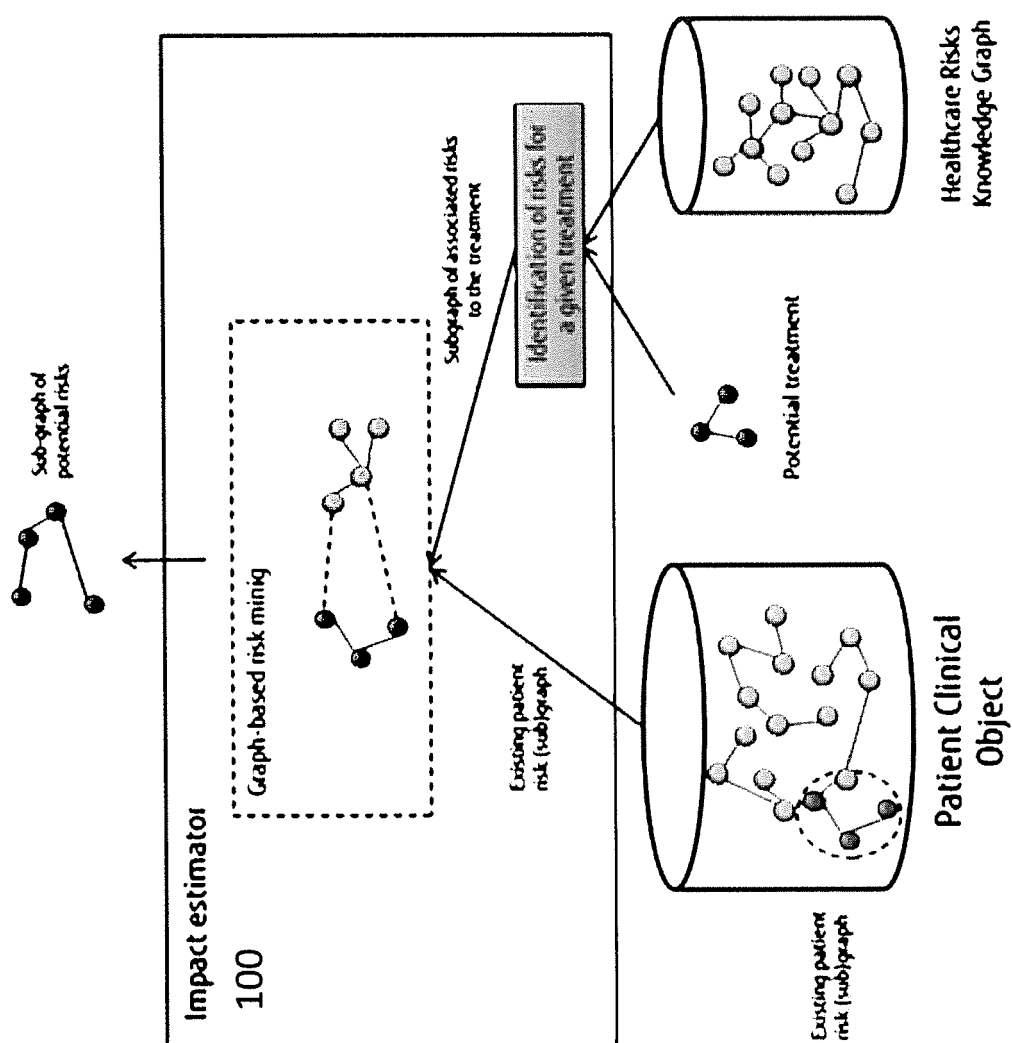 Sub-graph of
potential risks
Impact estimator
100
Graph-based risk minig
Subgraph of associated risks
to the treatment
Existing patient
risk (sub)graph
Identification of risks for
a given treatment
Existing patient
risk (sub)graph
Patient Clinical
Object
Potential treatment
Healthcare Risks
Knowledge Graph